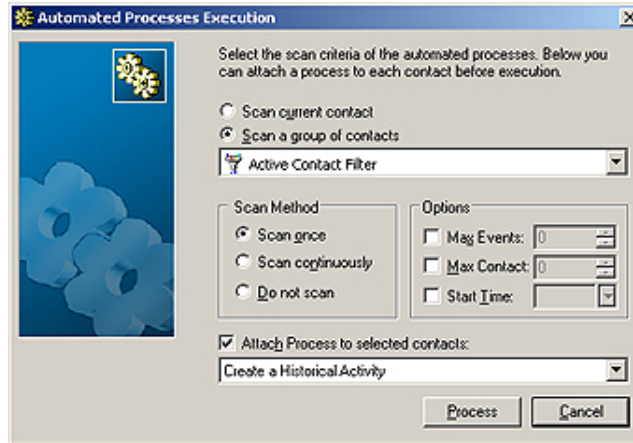 Automated Processes Execution
Select the scan criteria of the automated processes. Below you
can attach a process to each contact before execution.
Scan current contact
Scan a group of contacts
Active Contact Filter
Scan Method
Scan once
Scan continuously
Do not scan
Options
Max Events: 0
Max Contact: 0
Start Time:
Attach Process to selected contacts:
Create a Historical Activity
Process
Cancel